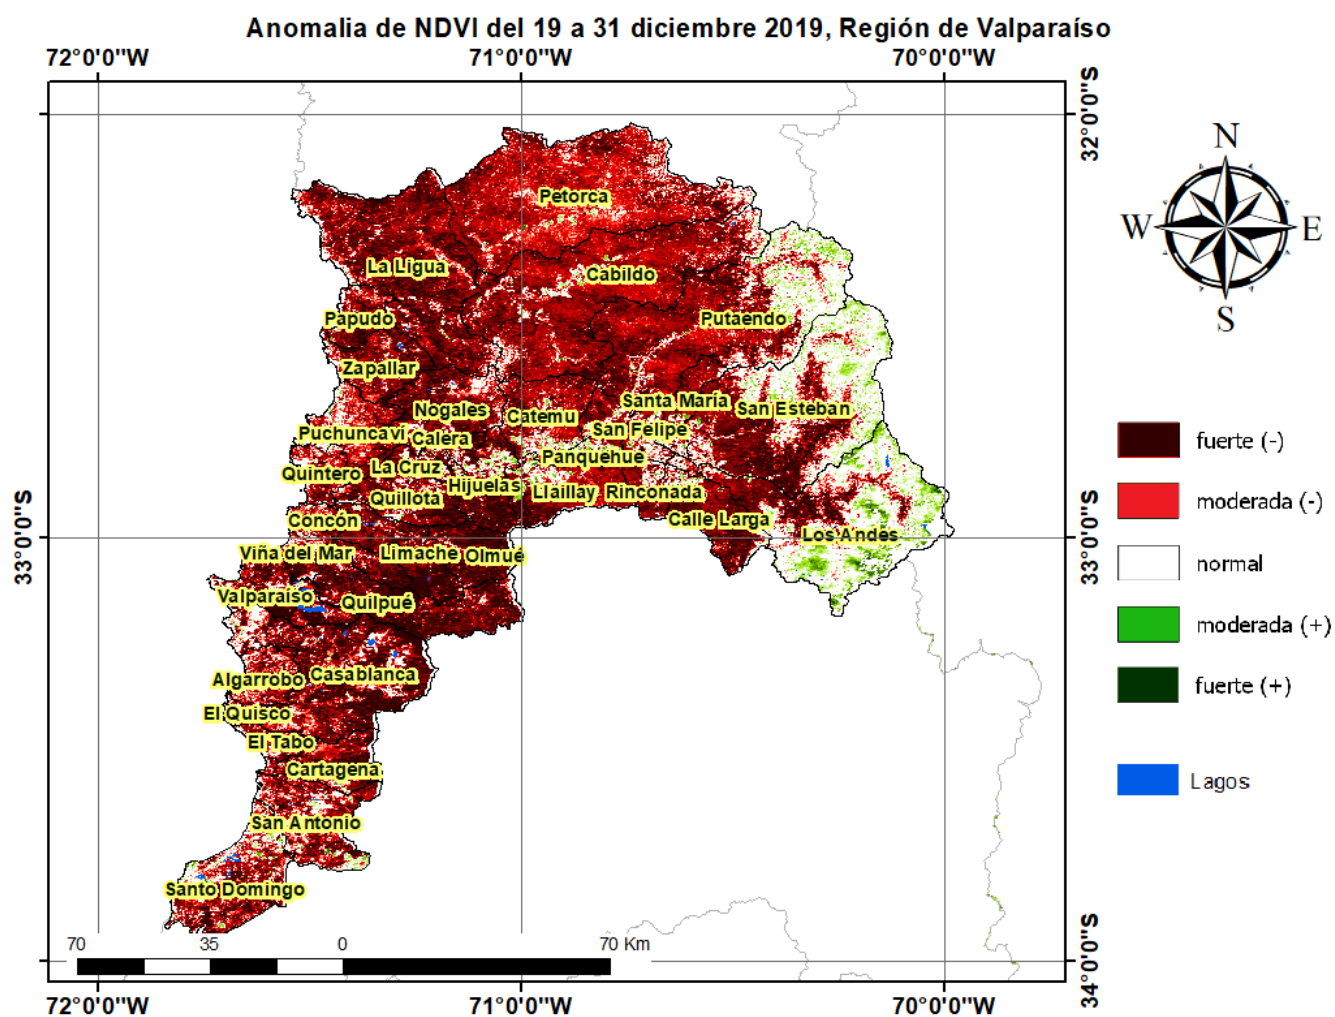 Anomalia de NDVI del 19 a 31 diciembre 2019, Región de Valparaíso
72°0'0"W 71°0'0"W 70°0'0"W
32°0'0"S
N
W E
S
Petorca
La Ligua
Cabildo
Papudo
Putaendo
Zapallar
Santa María
Nogales
Catemu
San Esteban
Puchuncaví
Calera
San Felipe
Panquehue
Quintero
La Cruz
Hijuelas
Llaillay
Rinconada
Quillota
Concón
Calle Larga
Los Andes
Viña del Mar
Limache
Olmué
Valparaíso
Quilpué
Algarrobo
Casablanca
El Quisco
El Tabo
Cartagena
San Antonio
Santo Domingo
33°0'0"S
33°0'0"S
fuerte (-)
moderada (-)
normal
moderada (+)
fuerte (+)
Lagos
70 35 0 70 Km
34°0'0"S
72°0'0"W 71°0'0"W 70°0'0"W